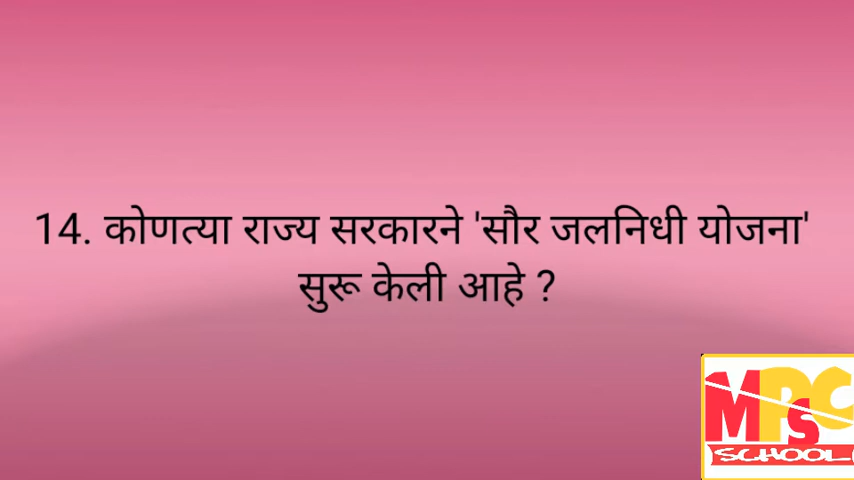 14. कोणत्या राज्य सरकारने 'सौर जलनिधी योजना'
सुरू केली आहे ?
MPSC
SCHOOL